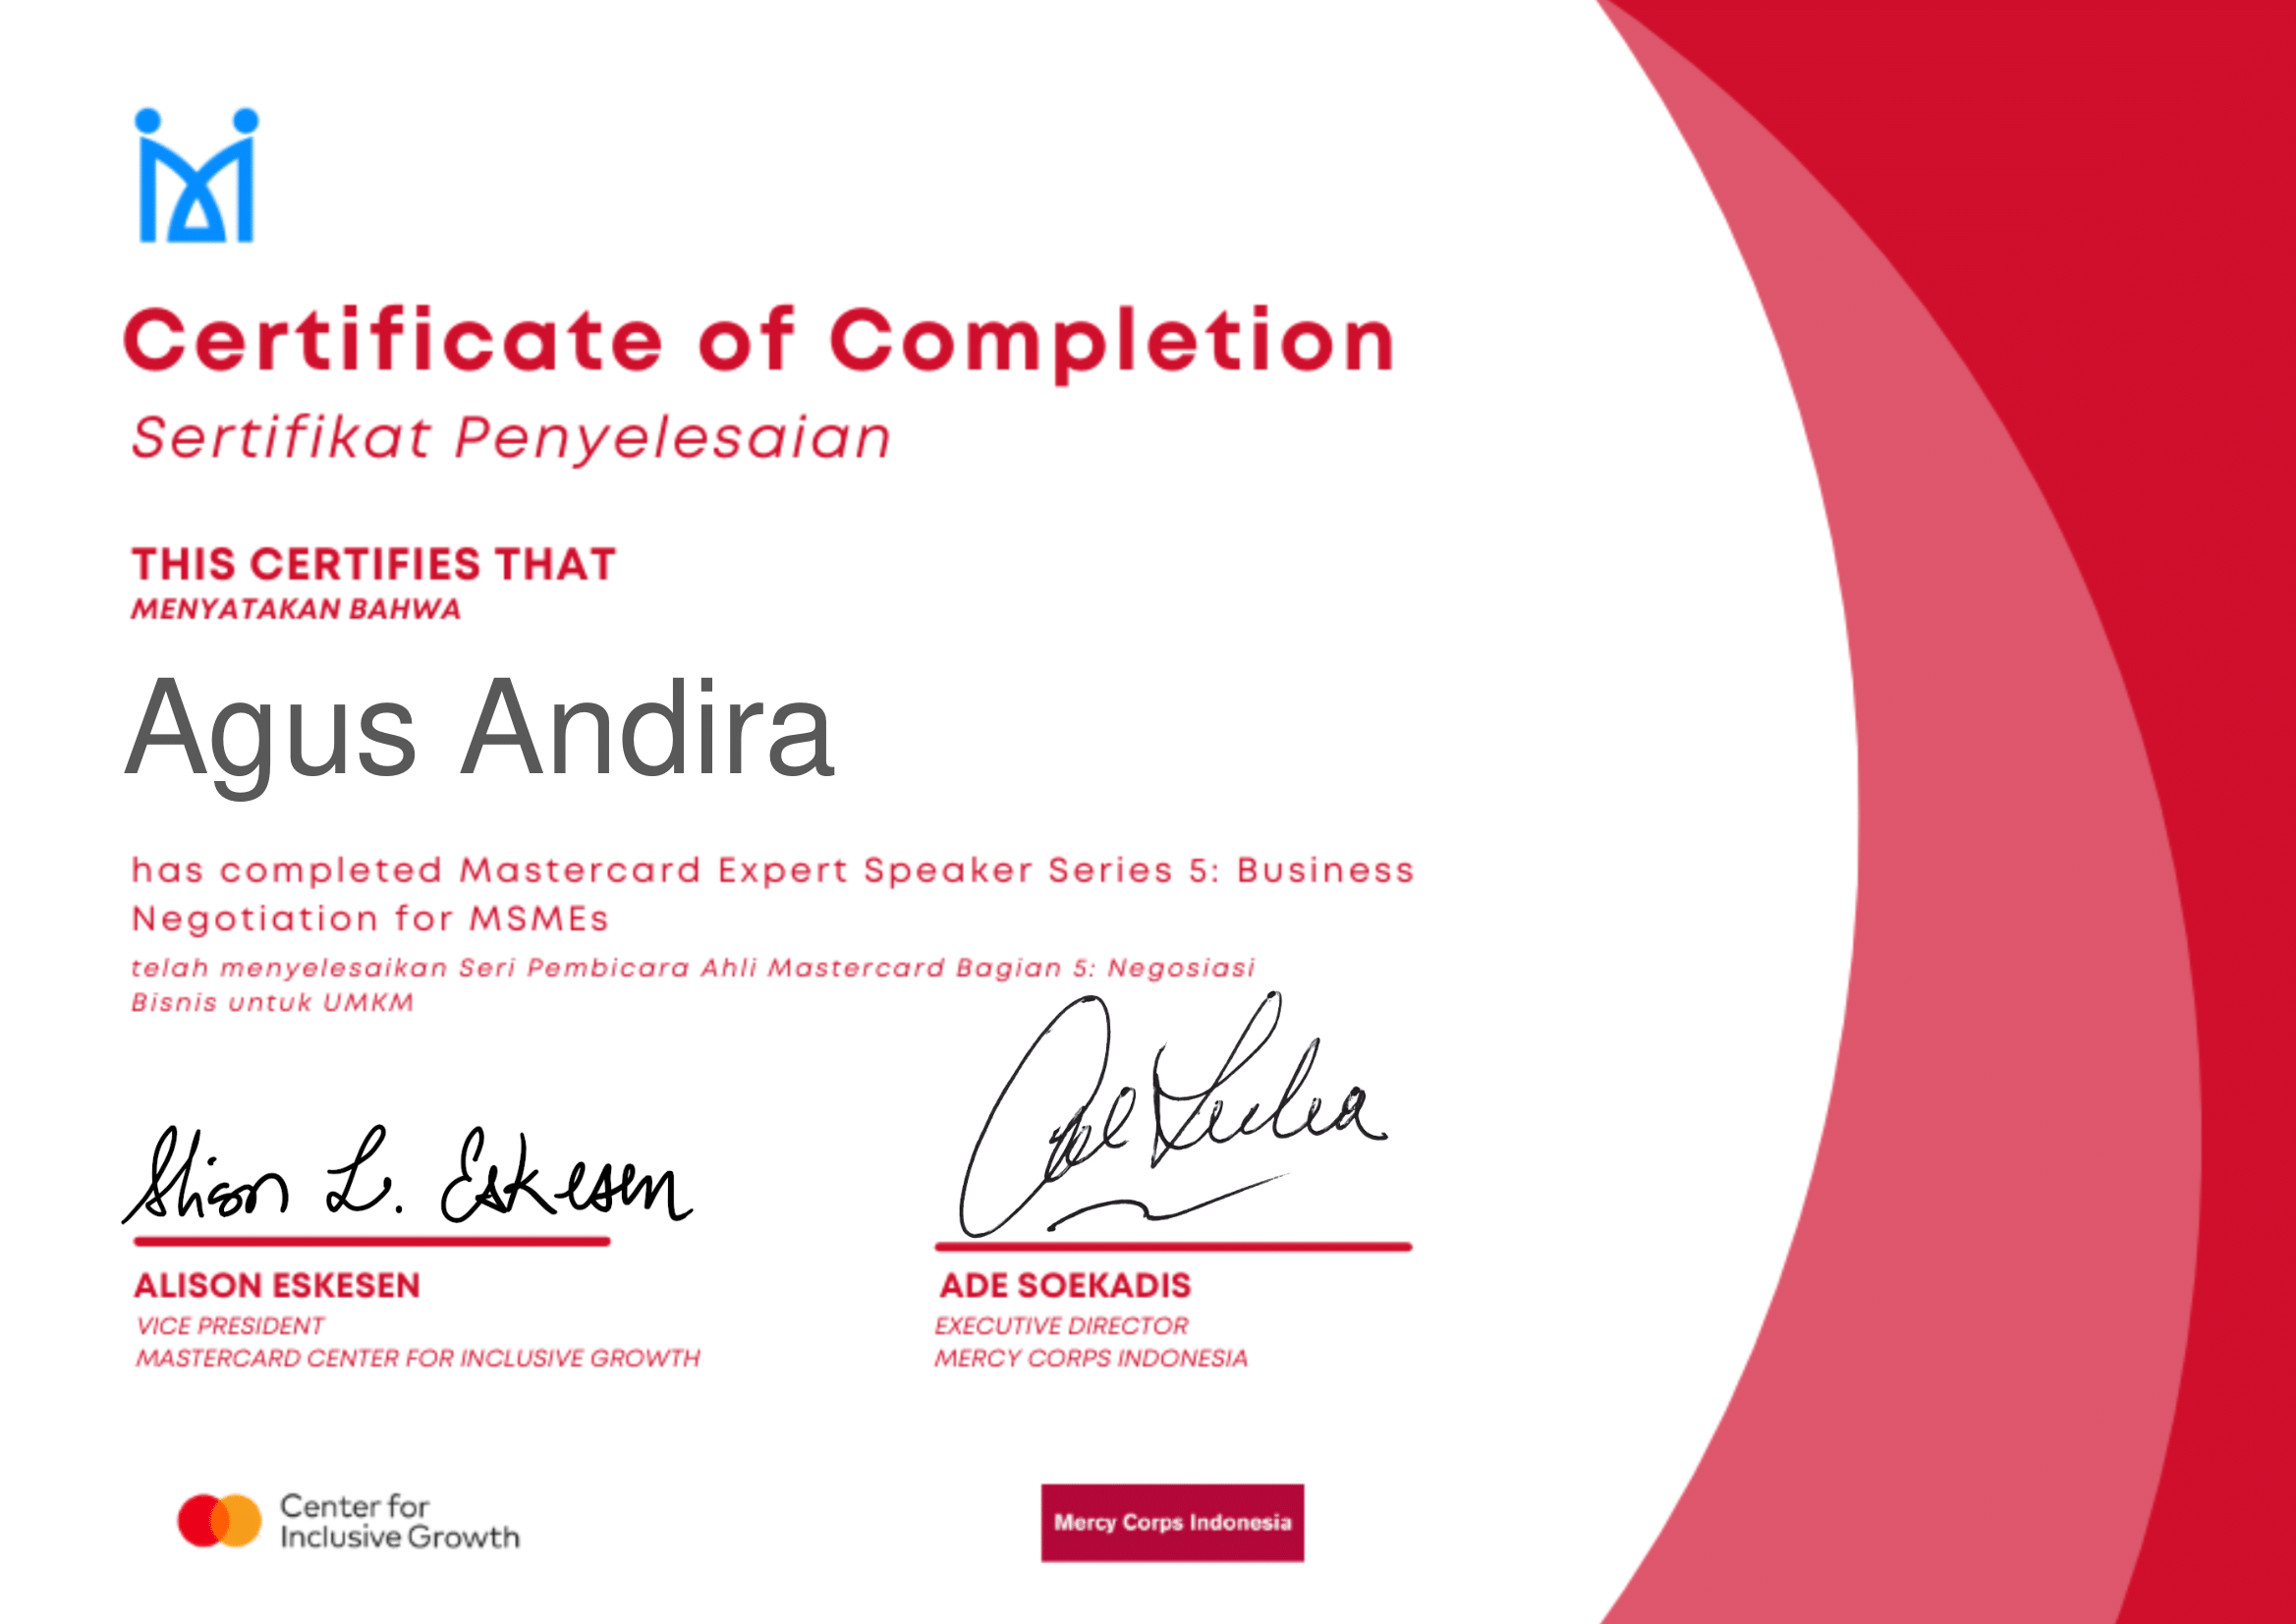 Certificate of Completion
Sertifikat Penyelesaian
THIS CERTIFIES THAT
MENYATAKAN BAHWA
Agus Andira
has completed Mastercard Expert Speaker Series 5: Business
Negotiation for MSMEs
telah menyelesaikan Seri Pembicara Ahli Mastercard Bagian 5: Negosiasi
Bisnis untuk UMKM
Alison L. Eskesen
ALISON ESKESEN
VICE PRESIDENT
MASTERCARD CENTER FOR INCLUSIVE GROWTH
ADE SOEKADIS
EXECUTIVE DIRECTOR
MERCY CORPS INDONESIA
Center for
Inclusive Growth
Mercy Corps Indonesia